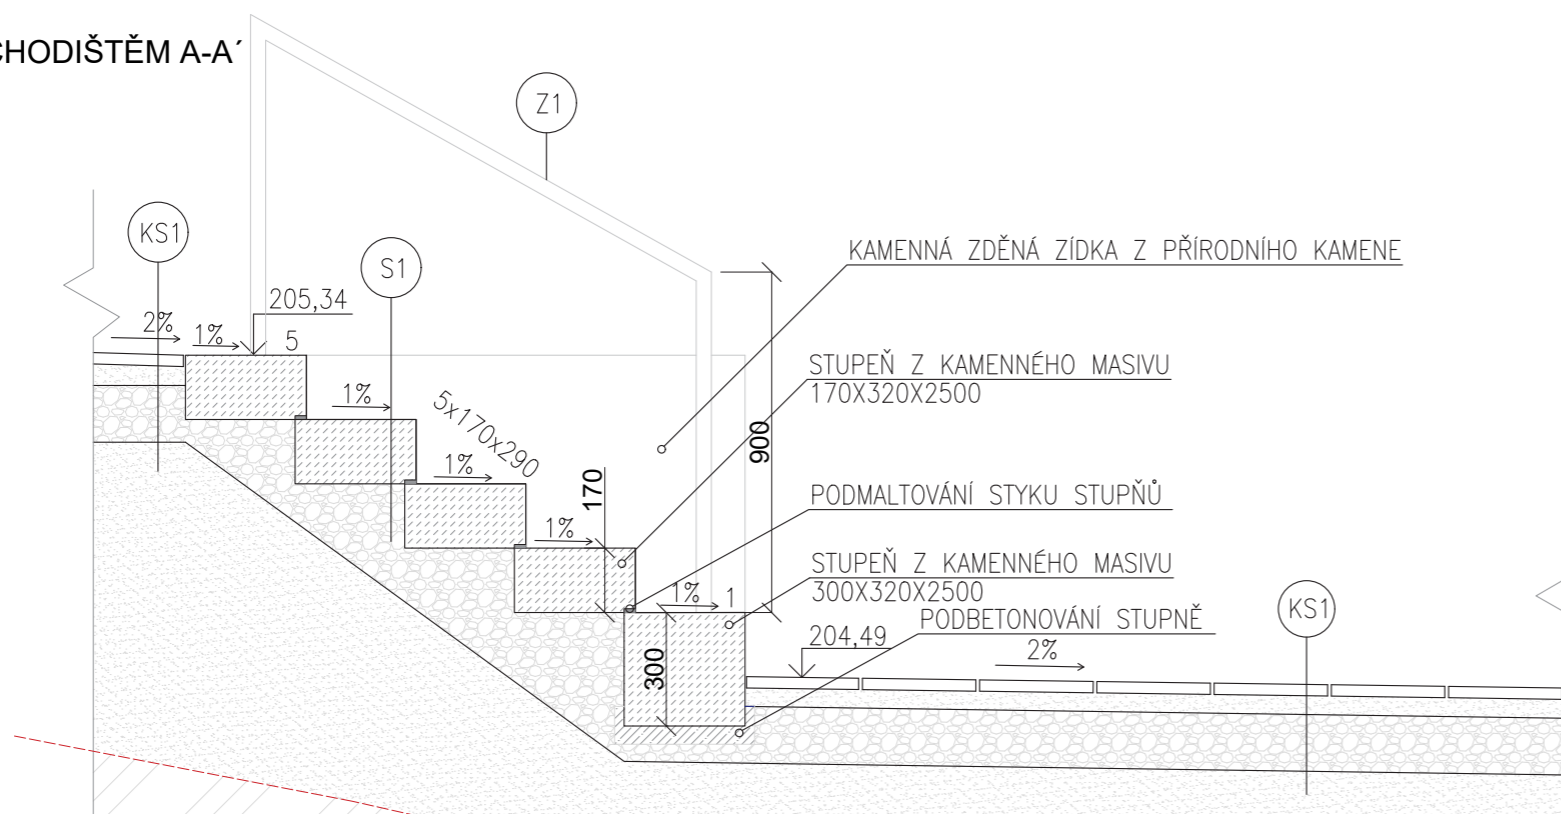 CHODIŠTĚM A-A´
Z1
KS1
S1
KAMENNÁ ZDĚNÁ ZÍDKA Z PŘÍRODNÍHO KAMENE
205,34
2%
1%
5
STUPEŇ Z KAMENNÉHO MASIVU
170X320X2500
1%
5x170x290
900
1%
170
PODMALTOVÁNÍ STYKU STUPŇŮ
1%
STUPEŇ Z KAMENNÉHO MASIVU
300X320X2500
1%
1
KS1
PODBETONOVÁNÍ STUPNĚ
204,49
2%
300